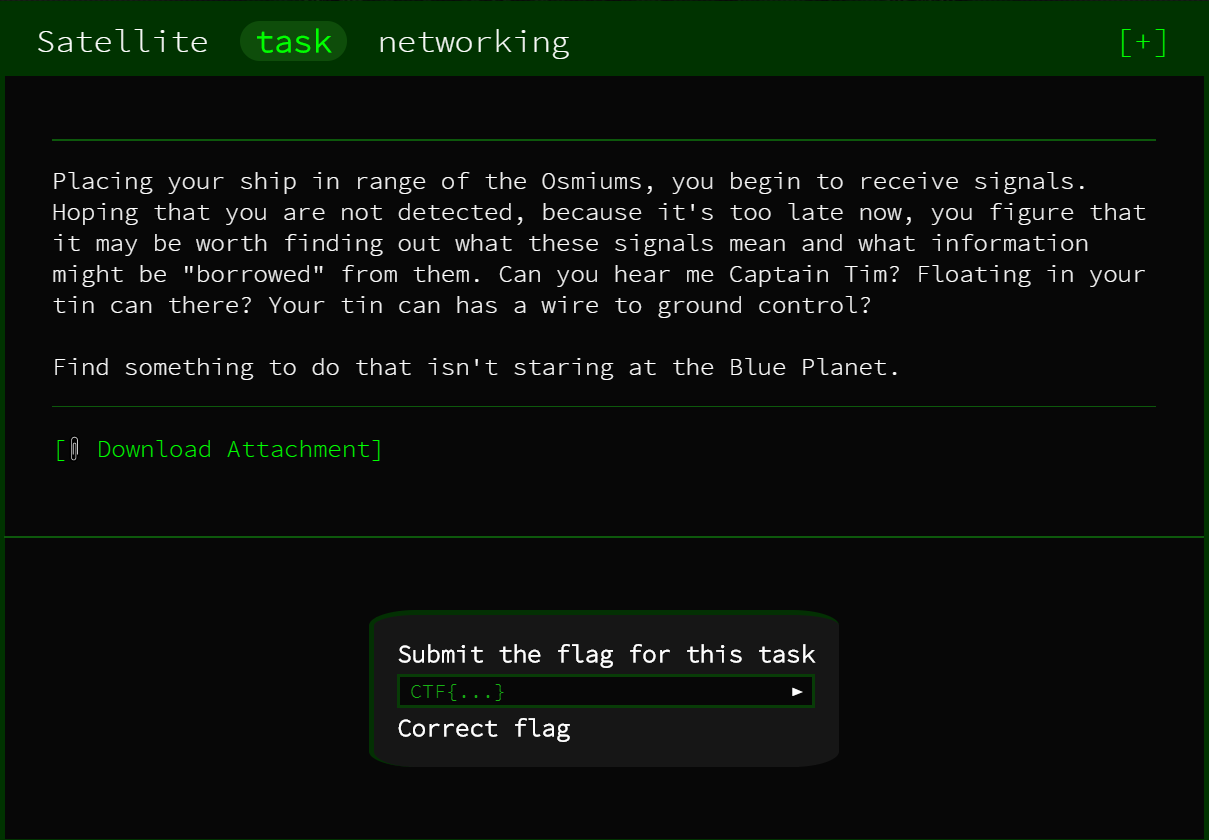 Satellite task networking [+]
Placing your ship in range of the Osmiums, you begin to receive signals.
Hoping that you are not detected, because it's too late now, you figure that
it may be worth finding out what these signals mean and what information
might be "borrowed" from them. Can you hear me Captain Tim? Floating in your
tin can there? Your tin can has a wire to ground control?
Find something to do that isn't staring at the Blue Planet.
[📎 Download Attachment]
Submit the flag for this task
CTF{...} ►
Correct flag